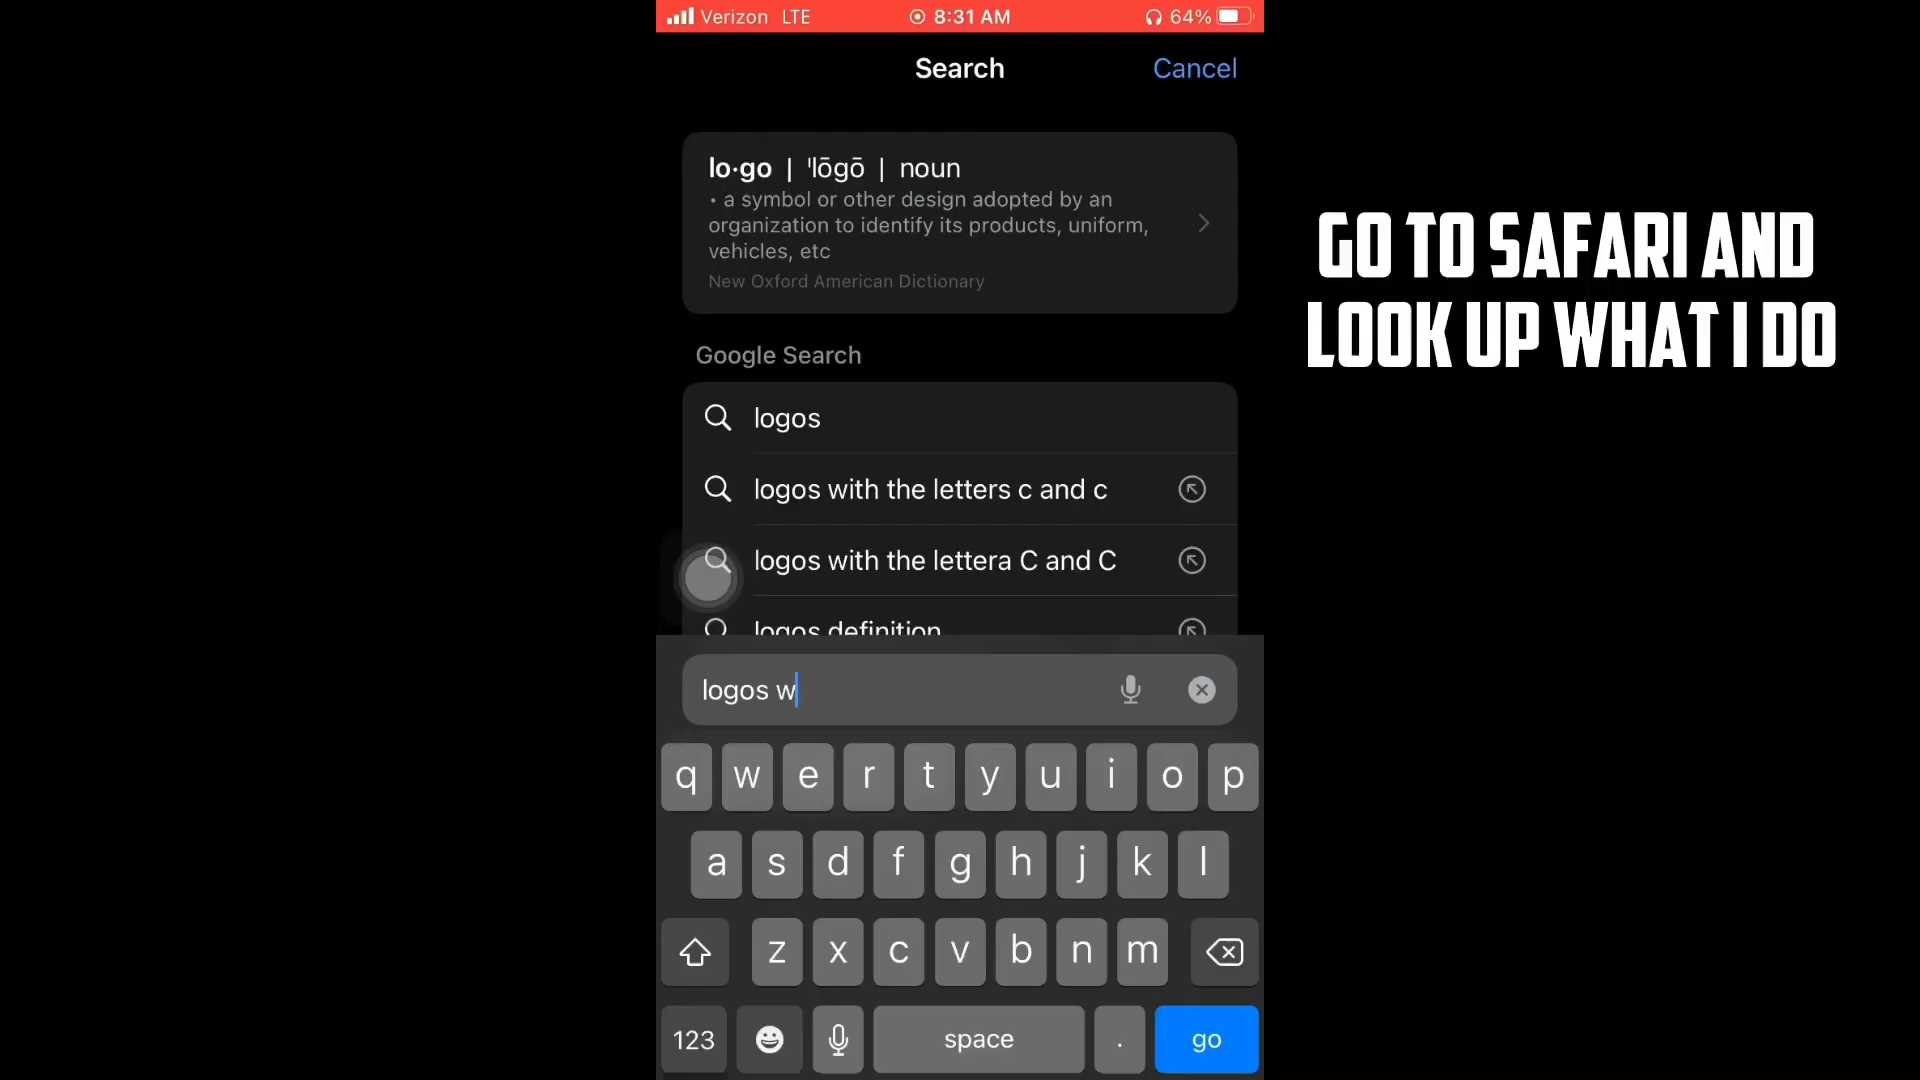 Verizon LTE 8:31 AM 64%
Search Cancel
lo·go | ˈlōgō | noun
• a symbol or other design adopted by an
organization to identify its products, uniform,
vehicles, etc
New Oxford American Dictionary
GO TO SAFARI AND
LOOK UP WHAT I DO
Google Search
logos
logos with the letters c and c
logos with the lettera C and C
logos definition
logos w
q w e r t y u i o p
a s d f g h j k l
z x c v b n m
123 space . go